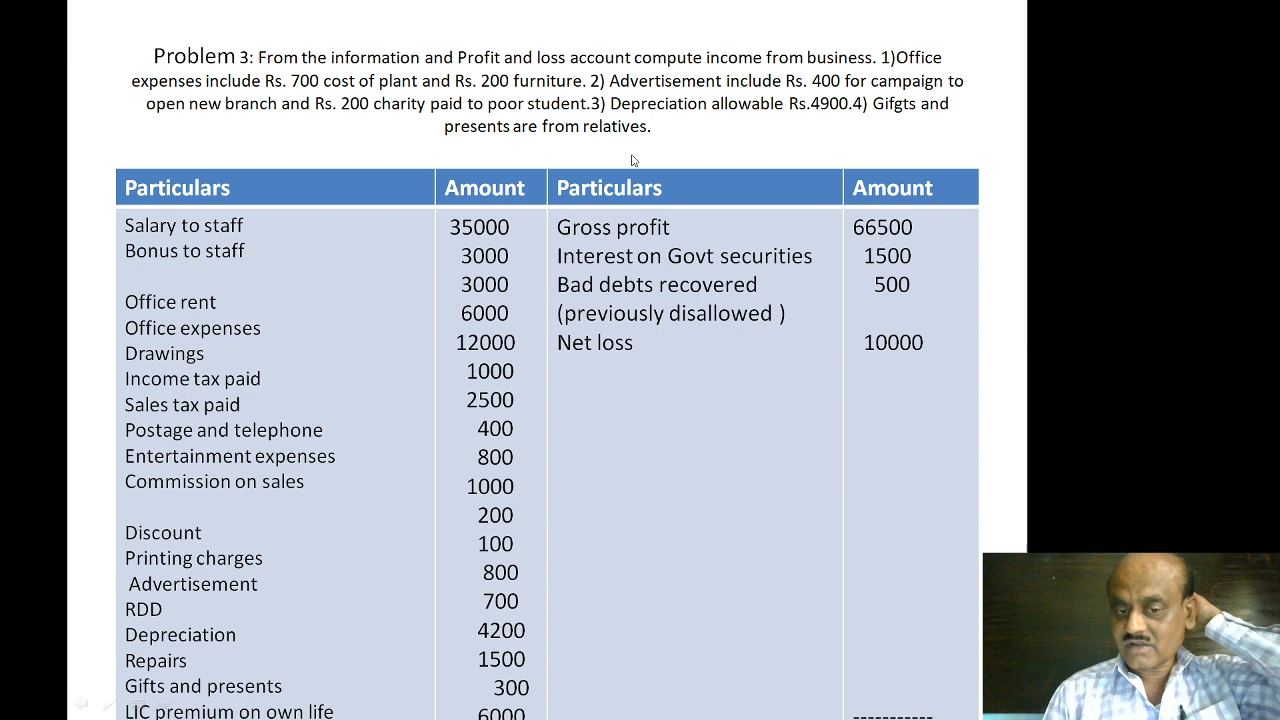 Problem 3: From the information and Profit and loss account compute income from business. 1)Office
expenses include Rs. 700 cost of plant and Rs. 200 furniture. 2) Advertisement include Rs. 400 for campaign to
open new branch and Rs. 200 charity paid to poor student.3) Depreciation allowable Rs.4900.4) Gifgts and
presents are from relatives.
Particulars Amount Particulars Amount
Salary to staff 35000 Gross profit 66500
Bonus to staff 3000 Interest on Govt securities 1500
3000 Bad debts recovered 500
Office rent 6000 (previously disallowed )
Office expenses 12000 Net loss 10000
Drawings 1000
Income tax paid 2500
Sales tax paid 400
Postage and telephone 800
Entertainment expenses 1000
Commission on sales 200
Discount 100
Printing charges 800
Advertisement 700
RDD 4200
Depreciation 1500
Repairs 300
Gifts and presents 6000
LIC premium on own life -----------